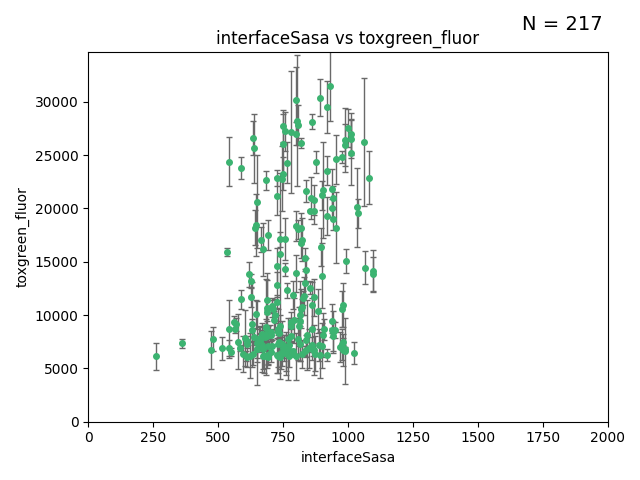 N = 217
interfaceSasa vs toxgreen_fluor
toxgreen_fluor
30000
25000
20000
15000
10000
5000
0
0 250 500 750 1000 1250 1500 1750 2000
interfaceSasa